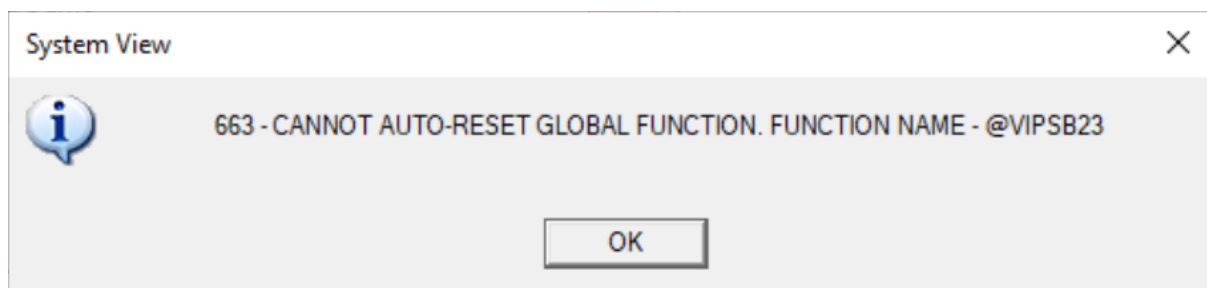 System View
663 - CANNOT AUTO-RESET GLOBAL FUNCTION. FUNCTION NAME - @VIPSB23
OK